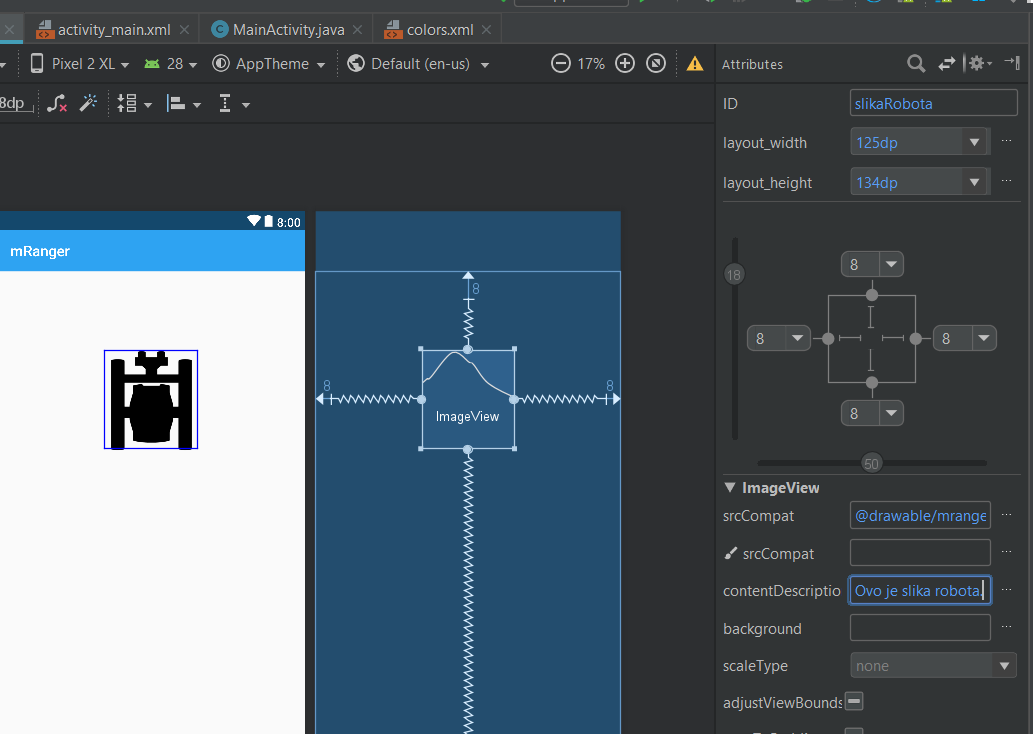 activity_main.xml MainActivity.java colors.xml
Pixel 2 XL 28 AppTheme Default (en-us) 17% Attributes
8dp
ID slikaRobota
layout_width 125dp
layout_height 134dp
8:00
mRanger
8
18
8
8
8
8
8
8
ImageView
50
ImageView
srcCompat @drawable/mrange
srcCompat
contentDescriptio Ovo je slika robota.
background
scaleType none
adjustViewBounds